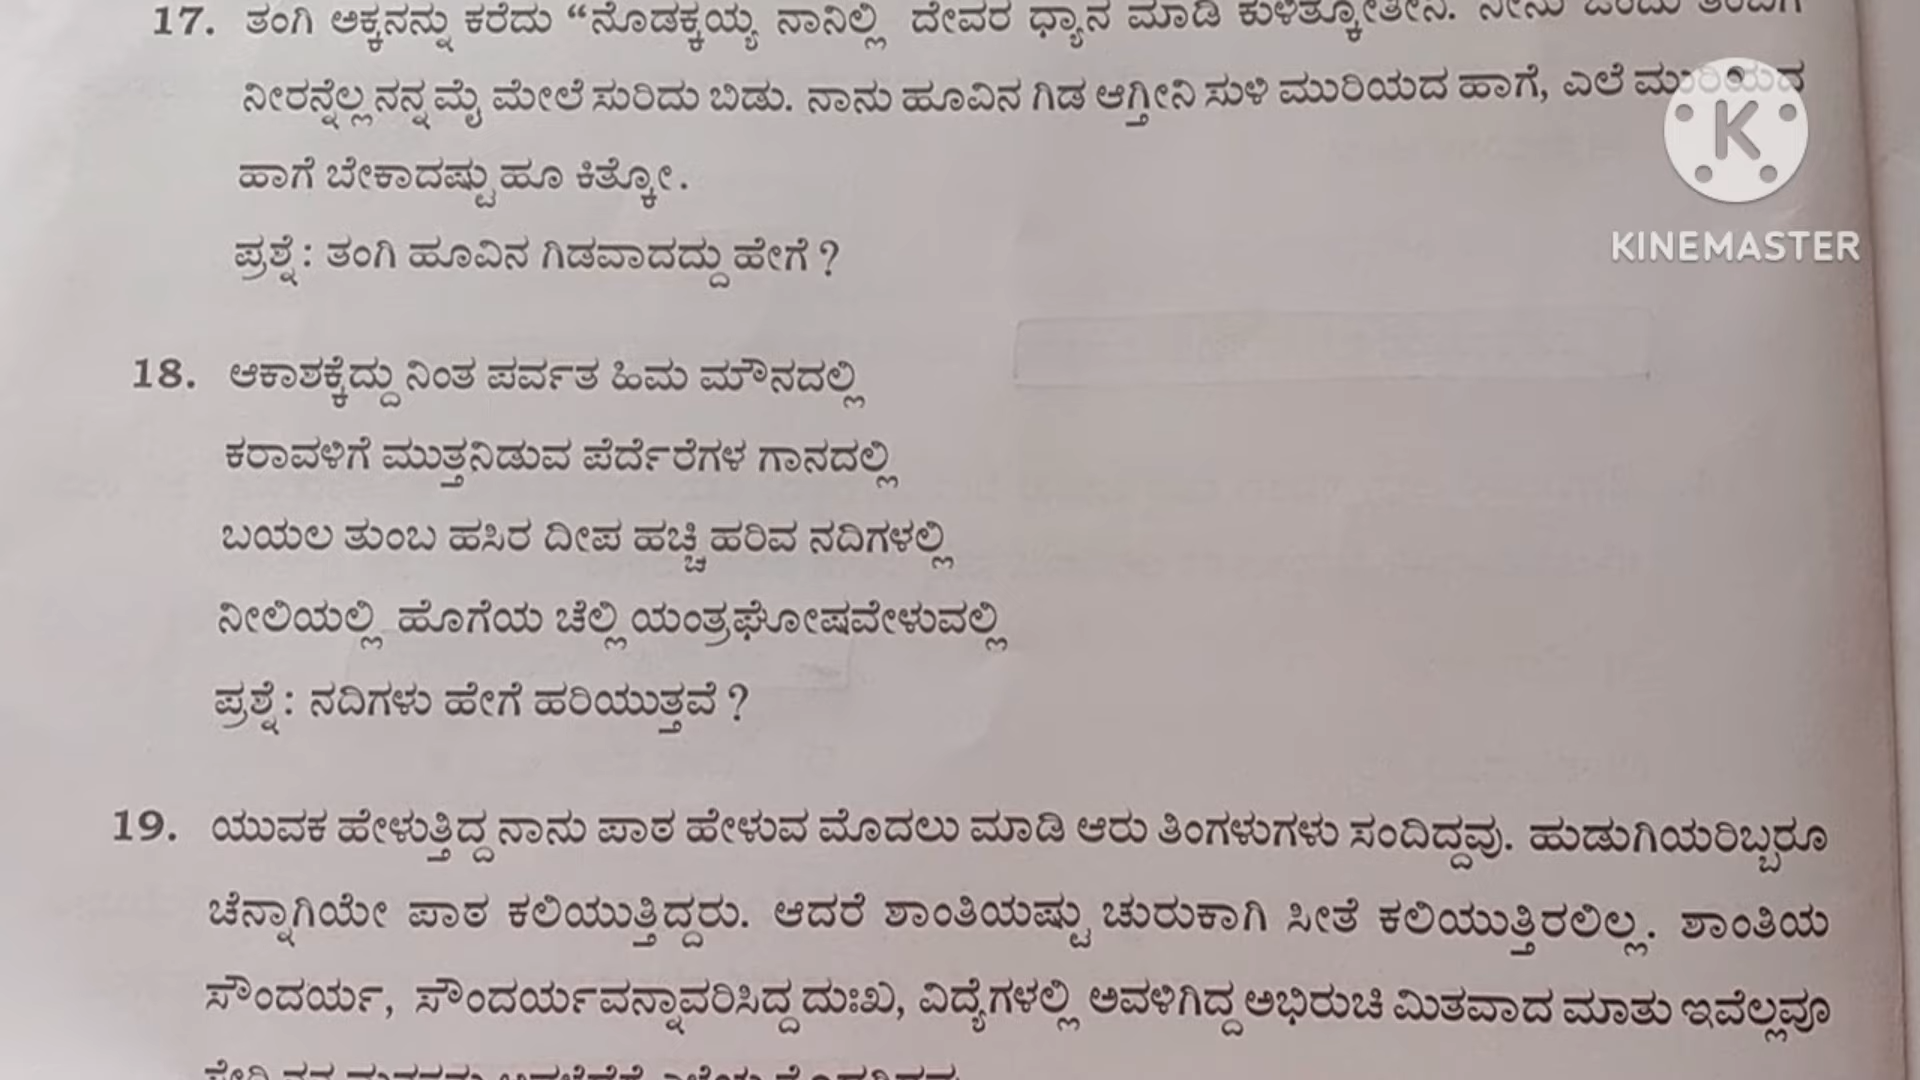 17. ತಂಗಿ ಅಕ್ಕನನ್ನು ಕರೆದು “ನೊಡಕ್ಕಯ್ಯ ನಾನಿಲ್ಲಿ ದೇವರ ಧ್ಯಾನ ಮಾಡಿ ಕುಳಿತ್ಕೋತೀನಿ. ನೀನು ಒಂದು
ನೀರನ್ನೆಲ್ಲ ನನ್ನ ಮೈ ಮೇಲೆ ಸುರಿದು ಬಿಡು. ನಾನು ಹೂವಿನ ಗಿಡ ಆಗ್ತೀನಿ ಸುಳಿ ಮುರಿಯದ ಹಾಗೆ, ಎಲೆ ಮುರಿಯದ
ಹಾಗೆ ಬೇಕಾದಷ್ಟು ಹೂ ಕಿತ್ಕೋ.
ಪ್ರಶ್ನೆ : ತಂಗಿ ಹೂವಿನ ಗಿಡವಾದದ್ದು ಹೇಗೆ ?
KINEMASTER
18. ಆಕಾಶಕ್ಕೆದ್ದು ನಿಂತ ಪರ್ವತ ಹಿಮ ಮೌನದಲ್ಲಿ
ಕರಾವಳಿಗೆ ಮುತ್ತನಿಡುವ ಪೆರ್ದೆರೆಗಳ ಗಾನದಲ್ಲಿ
ಬಯಲ ತುಂಬ ಹಸಿರ ದೀಪ ಹಚ್ಚಿ ಹರಿವ ನದಿಗಳಲ್ಲಿ
ನೀಲಿಯಲ್ಲಿ ಹೊಗೆಯ ಚೆಲ್ಲಿ ಯಂತ್ರಘೋಷವೇಳುವಲ್ಲಿ
ಪ್ರಶ್ನೆ : ನದಿಗಳು ಹೇಗೆ ಹರಿಯುತ್ತವೆ ?
19. ಯುವಕ ಹೇಳುತ್ತಿದ್ದ ನಾನು ಪಾಠ ಹೇಳುವ ಮೊದಲು ಮಾಡಿ ಆರು ತಿಂಗಳುಗಳು ಸಂದಿದ್ದವು. ಹುಡುಗಿಯರಿಬ್ಬರೂ
ಚೆನ್ನಾಗಿಯೇ ಪಾಠ ಕಲಿಯುತ್ತಿದ್ದರು. ಆದರೆ ಶಾಂತಿಯಷ್ಟು ಚುರುಕಾಗಿ ಸೀತೆ ಕಲಿಯುತ್ತಿರಲಿಲ್ಲ. ಶಾಂತಿಯ
ಸೌಂದರ್ಯ, ಸೌಂದರ್ಯವನ್ನಾವರಿಸಿದ್ದ ದುಃಖ, ವಿದ್ಯೆಗಳಲ್ಲಿ ಅವಳಿಗಿದ್ದ ಅಭಿರುಚಿ ಮಿತವಾದ ಮಾತು ಇವೆಲ್ಲವೂ